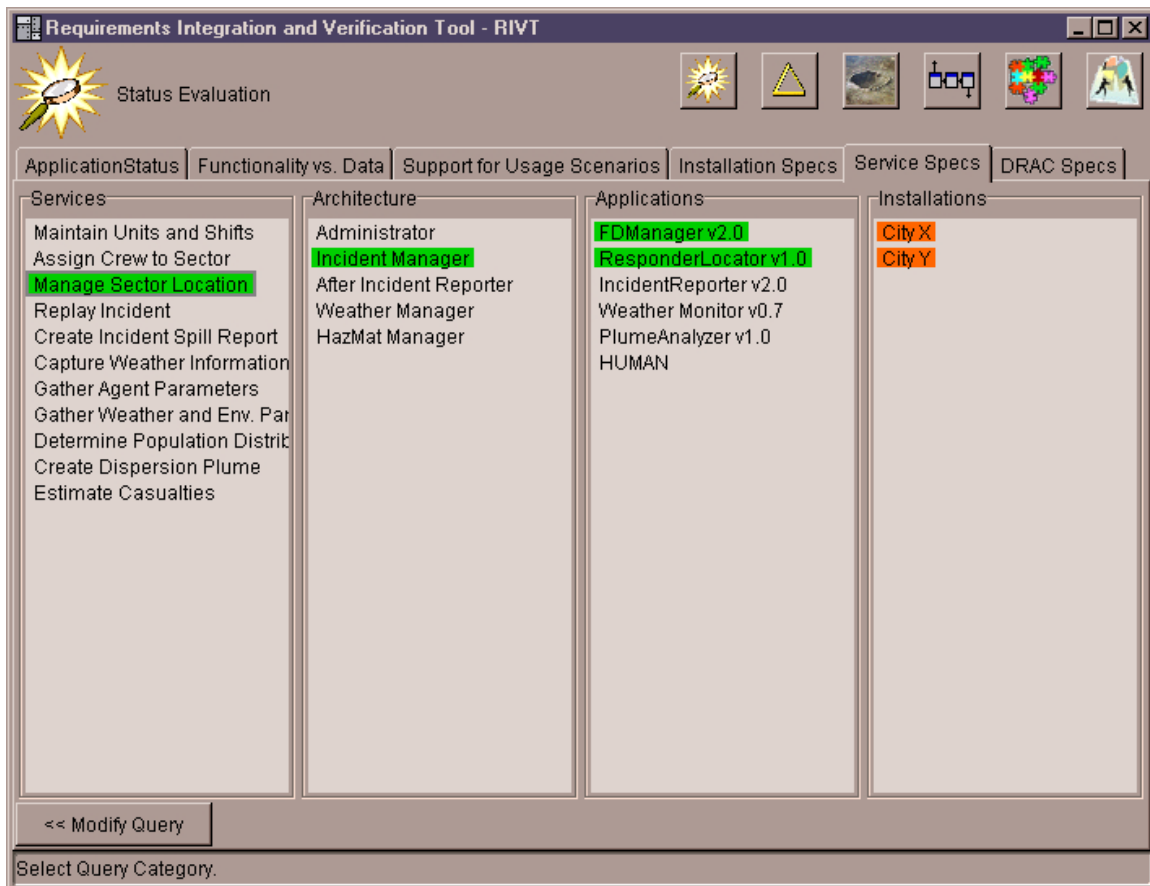 Requirements Integration and Verification Tool - RIVT
Status Evaluation
ApplicationStatus Functionality vs. Data Support for Usage Scenarios Installation Specs Service Specs DRAC Specs
Services
Maintain Units and Shifts
Assign Crew to Sector
Manage Sector Location
Replay Incident
Create Incident Spill Report
Capture Weather Information
Gather Agent Parameters
Gather Weather and Env. Par
Determine Population Distrib
Create Dispersion Plume
Estimate Casualties
Architecture
Administrator
Incident Manager
After Incident Reporter
Weather Manager
HazMat Manager
Applications
FDManager v2.0
ResponderLocator v1.0
IncidentReporter v2.0
Weather Monitor v0.7
PlumeAnalyzer v1.0
HUMAN
Installations
City X
City Y
<< Modify Query
Select Query Category.